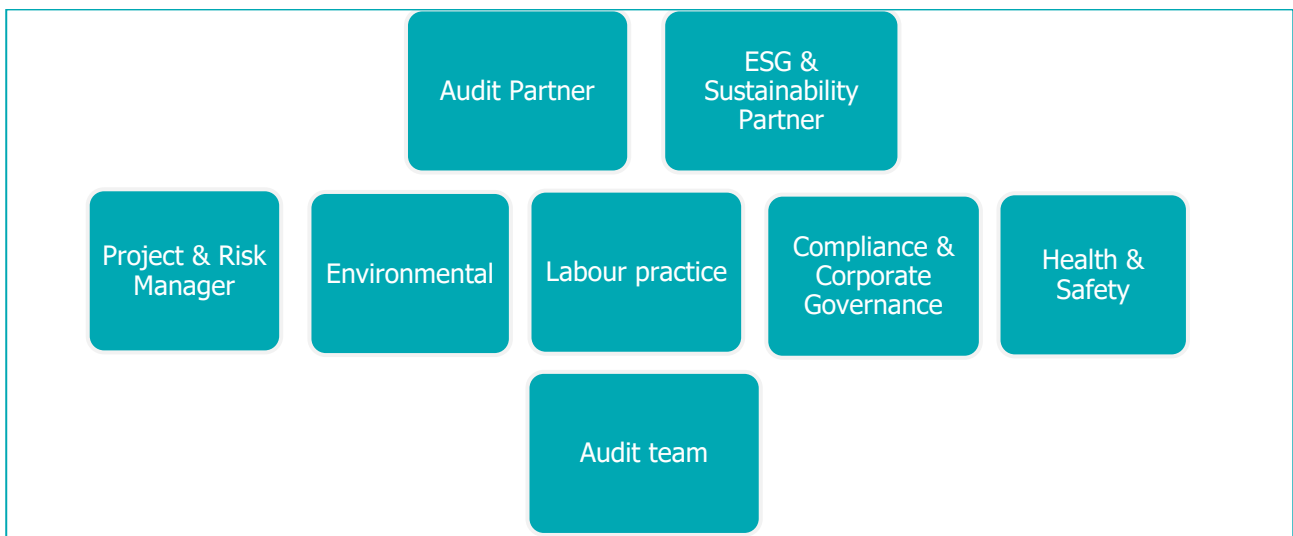 Audit Partner
ESG &
Sustainability
Partner
Project & Risk
Manager
Environmental
Labour practice
Compliance &
Corporate
Governance
Health &
Safety
Audit team